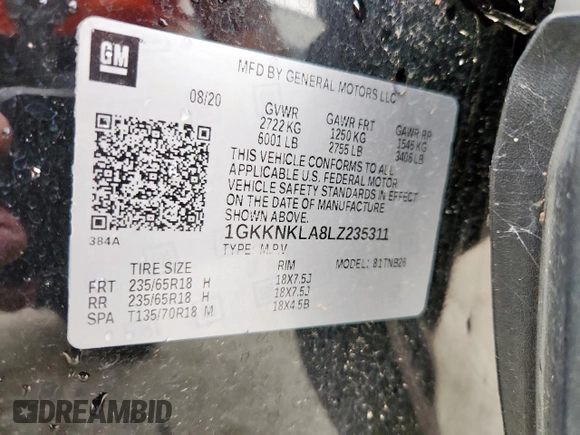 GM
MFD BY GENERAL MOTORS LLC
08/20
GVWR GAWR FRT GAWR RR
2722 KG 1250 KG 1546 KG
6001 LB 2755 LB 3406 LB
THIS VEHICLE CONFORMS TO ALL
APPLICABLE U.S. FEDERAL MOTOR
VEHICLE SAFETY STANDARDS IN EFFECT
ON THE DATE OF MANUFACTURE
SHOWN ABOVE.
384A
1GKKNKLA8LZ235311
TYPE: M.P.V. MODEL: 81TNB26
TIRE SIZE RIM
FRT 235/65R18 H 18X7.5J
RR 235/65R18 H 18X7.5J
SPA T135/70R18 M 18X4.5B
DREAMBID